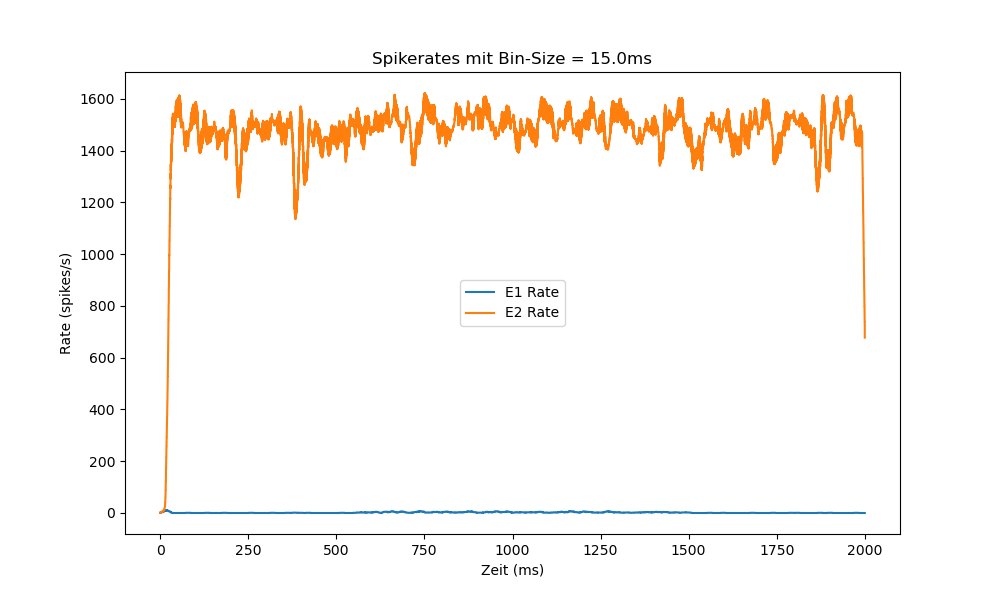 Spikerates mit Bin-Size = 15.0ms
1600
1400
1200
1000
800
600
400
200
0
Rate (spikes/s)
E1 Rate
E2 Rate
0 250 500 750 1000 1250 1500 1750 2000
Zeit (ms)